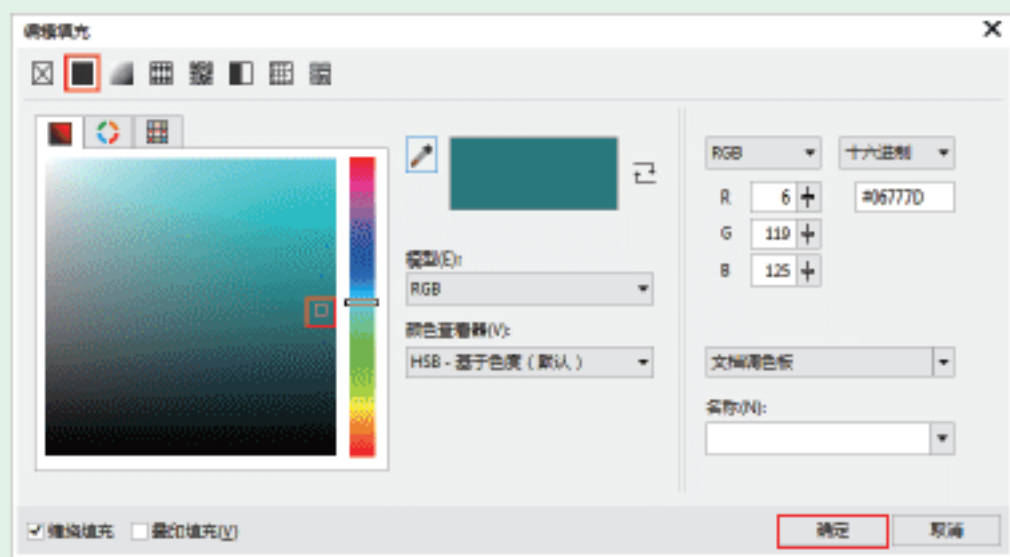 编辑填充
RGB
十六进制
R 6 #06777D
G 119
B 125
模型(E):
RGB
颜色查看器(V):
HSB - 基于色度（默认）
文档调色板
名称(N):
缠绕填充 叠印填充(V)
确定 取消